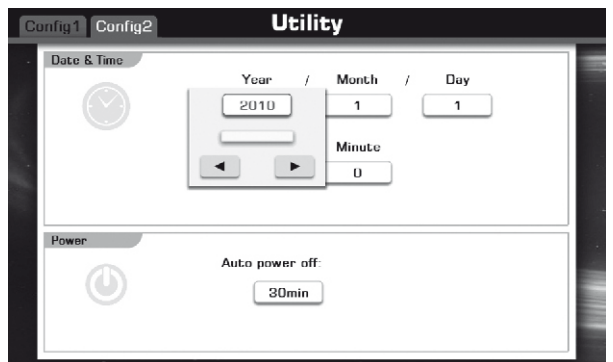 Config1 Config2 Utility
Date & Time
Year / Month / Day
2010 1 1
Minute
0
Power
Auto power off:
30min